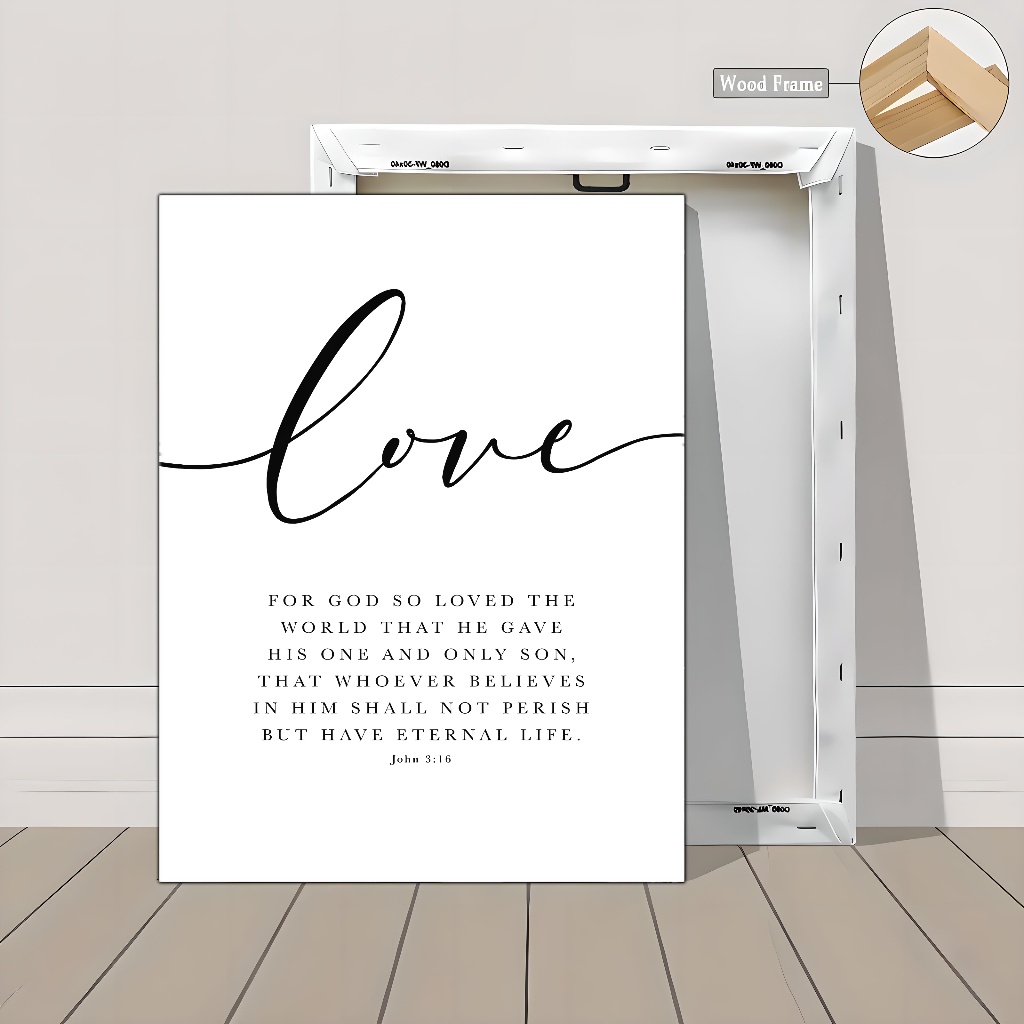 Wood Frame
love
FOR GOD SO LOVED THE
WORLD THAT HE GAVE
HIS ONE AND ONLY SON,
THAT WHOEVER BELIEVES
IN HIM SHALL NOT PERISH
BUT HAVE ETERNAL LIFE.
John 3:16